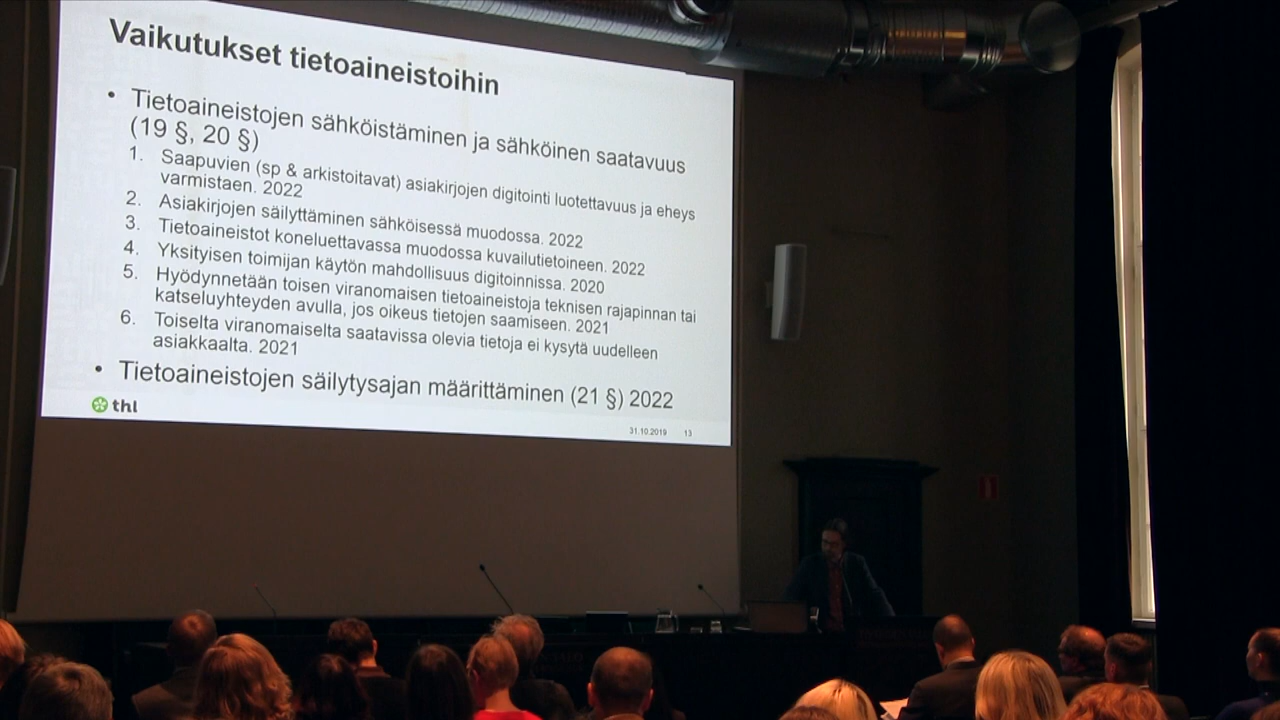 Vaikutukset tietoaineistoihin
• Tietoaineistojen sähköistäminen ja sähköinen saatavuus
(19 §, 20 §)
1. Saapuvien (sp & arkistoitavat) asiakirjojen digitointi luotettavuus ja eheys
varmistaen. 2022
2. Asiakirjojen säilyttäminen sähköisessä muodossa. 2022
3. Tietoaineistot koneluettavassa muodossa kuvailutietoineen. 2022
4. Yksityisen toimijan käytön mahdollisuus digitoinnissa. 2020
5. Hyödynnetään toisen viranomaisen tietoaineistoja teknisen rajapinnan tai
katseluyhteyden avulla, jos oikeus tietojen saamiseen. 2021
6. Toiselta viranomaiselta saatavissa olevia tietoja ei kysytä uudelleen
asiakkaalta. 2021
• Tietoaineistojen säilytysajan määrittäminen (21 §) 2022
thl
31.10.2019 13